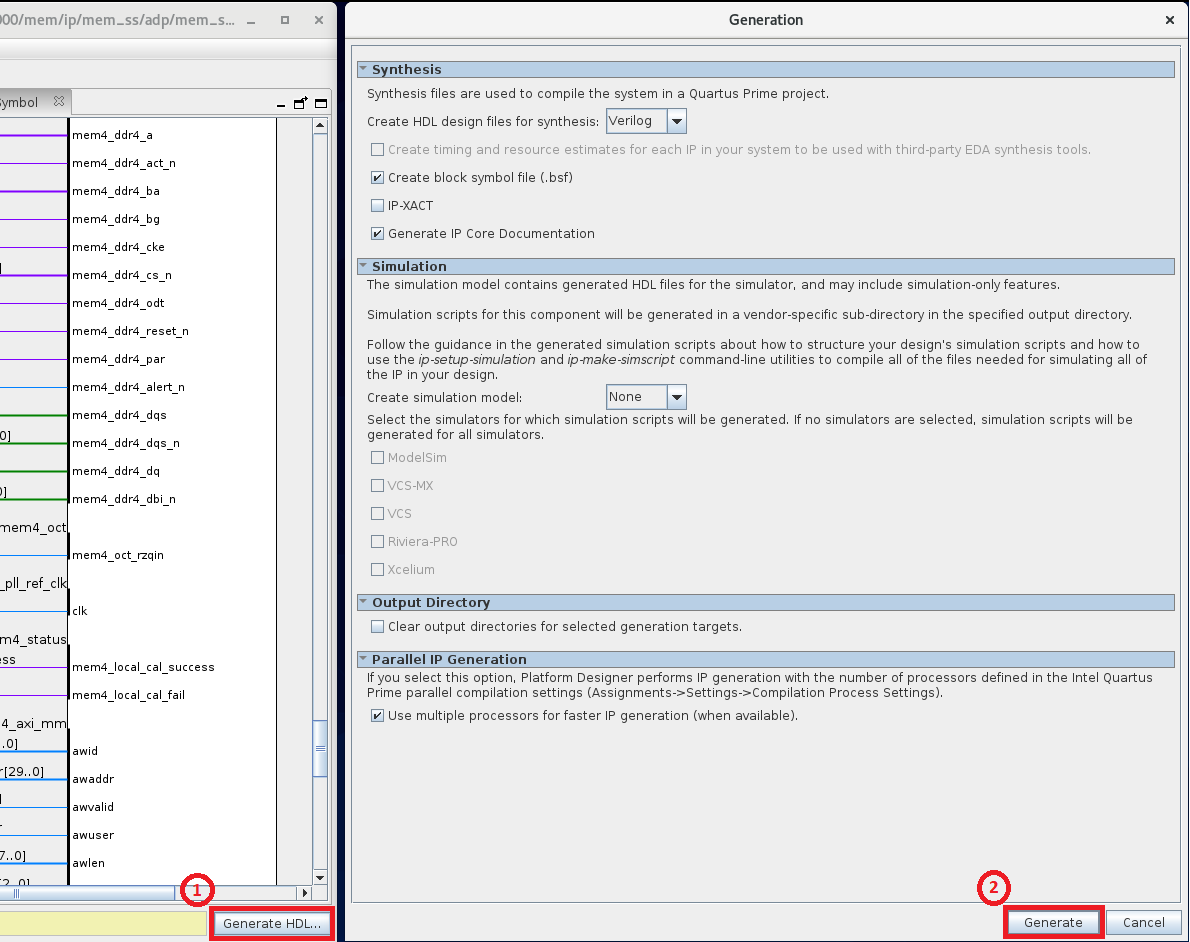 000/mem/ip/mem_ss/adp/mem_s...
Symbol
mem4_ddr4_a
mem4_ddr4_act_n
mem4_ddr4_ba
mem4_ddr4_bg
mem4_ddr4_cke
]
mem4_ddr4_cs_n
mem4_ddr4_odt
mem4_ddr4_reset_n
mem4_ddr4_par
mem4_ddr4_alert_n
mem4_ddr4_dqs
0]
mem4_ddr4_dqs_n
mem4_ddr4_dq
0]
mem4_ddr4_dbi_n
mem4_oct
mem4_oct_rzqin
_pll_ref_clk
clk
m4_status
ess
mem4_local_cal_success
mem4_local_cal_fail
4_axi_mm
..0]
awid
r[29..0]
awaddr
awvalid
awuser
7..0]
awlen
[2..0]
1
Generate HDL...
Generation
Synthesis
Synthesis files are used to compile the system in a Quartus Prime project.
Create HDL design files for synthesis: Verilog
Create timing and resource estimates for each IP in your system to be used with third-party EDA synthesis tools.
Create block symbol file (.bsf)
IP-XACT
Generate IP Core Documentation
Simulation
The simulation model contains generated HDL files for the simulator, and may include simulation-only features.
Simulation scripts for this component will be generated in a vendor-specific sub-directory in the specified output directory.
Follow the guidance in the generated simulation scripts about how to structure your design's simulation scripts and how to
use the ip-setup-simulation and ip-make-simscript command-line utilities to compile all of the files needed for simulating all of
the IP in your design.
Create simulation model: None
Select the simulators for which simulation scripts will be generated. If no simulators are selected, simulation scripts will be
generated for all simulators.
ModelSim
VCS-MX
VCS
Riviera-PRO
Xcelium
Output Directory
Clear output directories for selected generation targets.
Parallel IP Generation
If you select this option, Platform Designer performs IP generation with the number of processors defined in the Intel Quartus
Prime parallel compilation settings (Assignments->Settings->Compilation Process Settings).
Use multiple processors for faster IP generation (when available).
2
Generate
Cancel